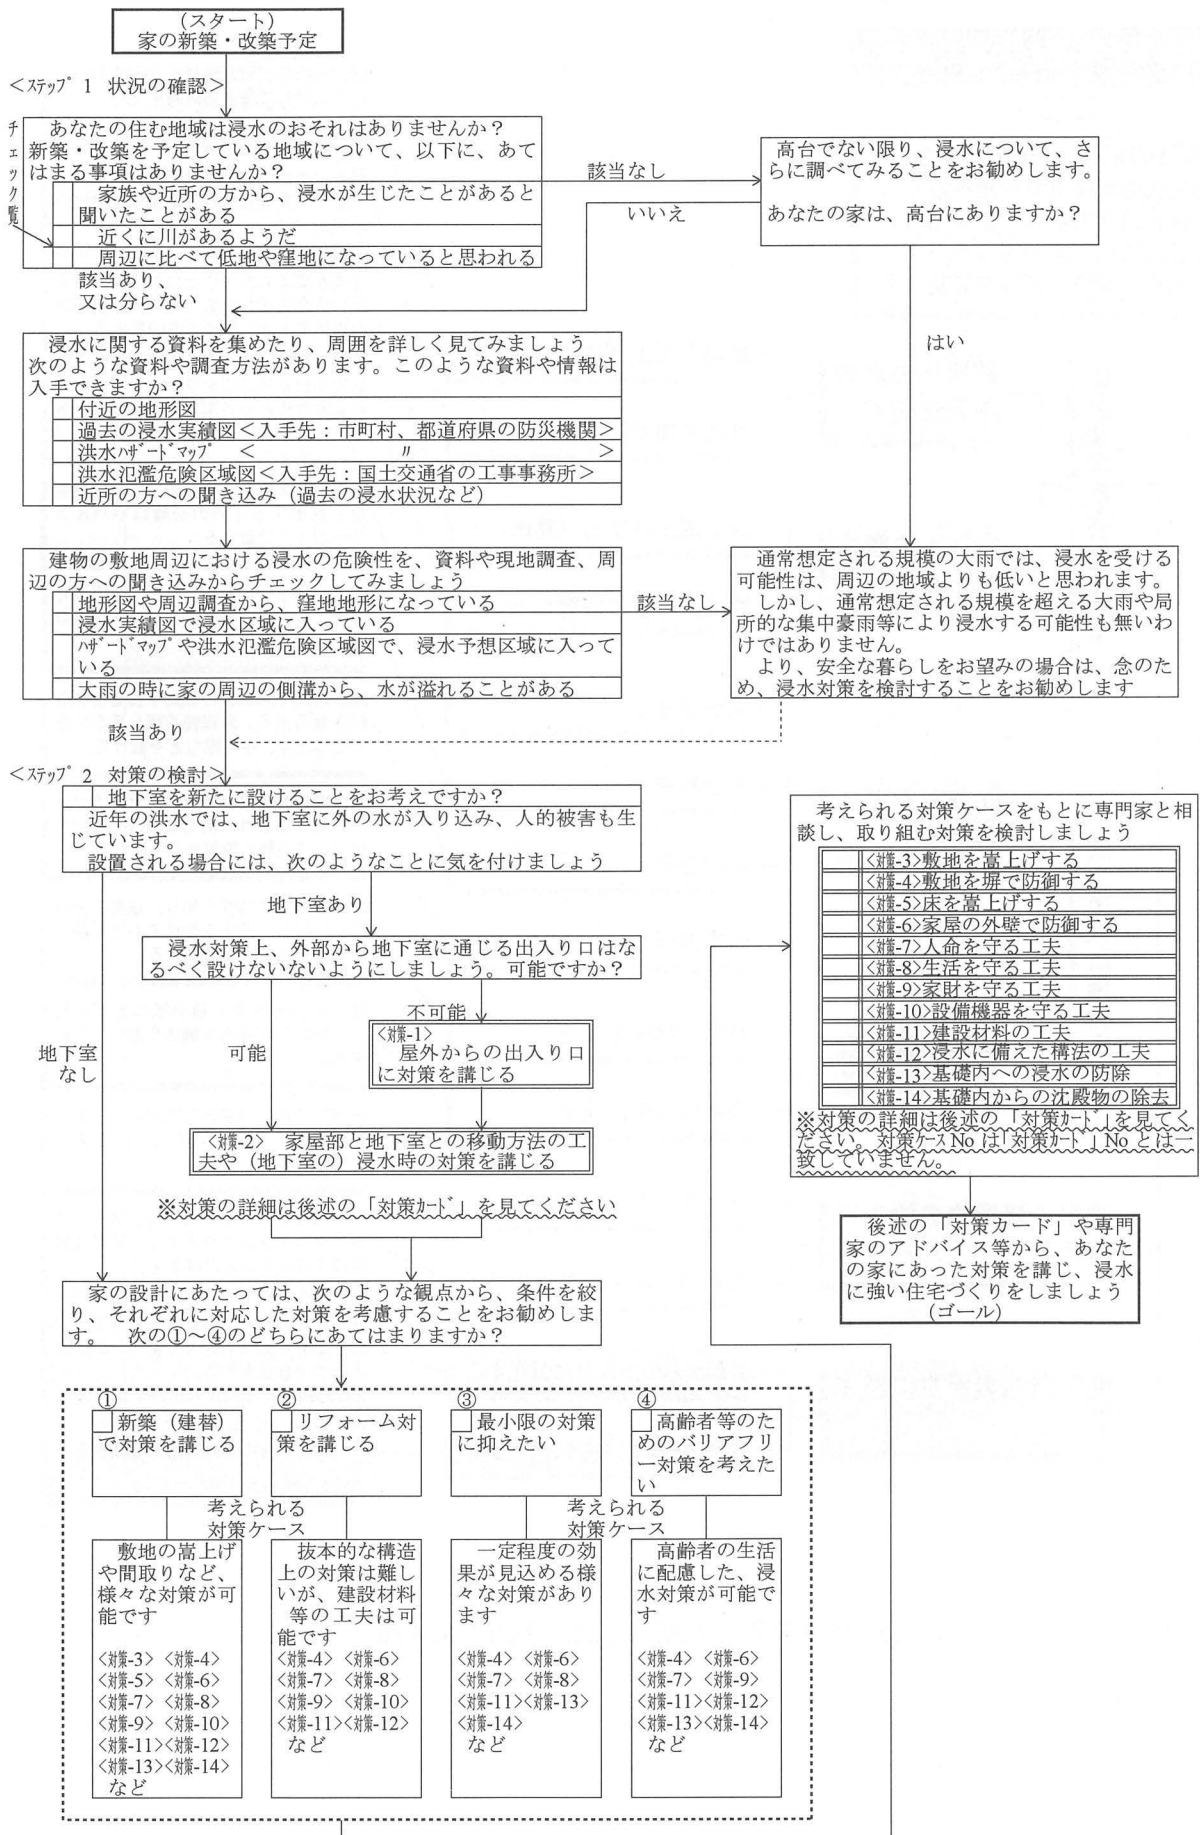 (スタート)
家の新築・改築予定
<ステップ 1 状況の確認>
チェック覧
あなたの住む地域は浸水のおそれはありませんか?
新築・改築を予定している地域について、以下に、あて
はまる事項はありませんか?
家族や近所の方から、浸水が生じたことがあると
聞いたことがある
近くに川があるようだ
周辺に比べて低地や窪地になっていると思われる
該当なし
いいえ
高台でない限り、浸水について、さ
らに調べてみることをお勧めします。
あなたの家は、高台にありますか?
該当あり、
又は分らない
はい
浸水に関する資料を集めたり、周囲を詳しく見てみましょう
次のような資料や調査方法があります。このような資料や情報は
入手できますか?
付近の地形図
過去の浸水実績図<入手先:市町村、都道府県の防災機関>
洪水ハザードマップ < 〃 >
洪水氾濫危険区域図<入手先:国土交通省の工事事務所>
近所の方への聞き込み(過去の浸水状況など)
建物の敷地周辺における浸水の危険性を、資料や現地調査、周
辺の方への聞き込みからチェックしてみましょう
地形図や周辺調査から、窪地地形になっている
浸水実績図で浸水区域に入っている
ハザードマップや洪水氾濫危険区域図で、浸水予想区域に入って
いる
大雨の時に家の周辺の側溝から、水が溢れることがある
該当なし
通常想定される規模の大雨では、浸水を受ける
可能性は、周辺の地域よりも低いと思われます。
しかし、通常想定される規模を超える大雨や局
所的な集中豪雨等により浸水する可能性も無いわ
けではありません。
より、安全な暮らしをお望みの場合は、念のた
め、浸水対策を検討することをお勧めします
該当あり
<ステップ 2 対策の検討>
地下室を新たに設けることをお考えですか?
近年の洪水では、地下室に外の水が入り込み、人的被害も生
じています。
設置される場合には、次のようなことに気を付けましょう
地下室あり
浸水対策上、外部から地下室に通じる出入り口はな
るべく設けないないようにしましょう。可能ですか?
不可能
<対策-1>
屋外からの出入り口
に対策を講じる
地下室
なし
可能
<対策-2> 家屋部と地下室との移動方法の工
夫や(地下室の)浸水時の対策を講じる
※対策の詳細は後述の「対策カード」を見てください
家の設計にあたっては、次のような観点から、条件を絞
り、それぞれに対応した対策を考慮することをお勧めしま
す。 次の①~④のどちらにあてはまりますか?
①
新築(建替)
で対策を講じる
②
リフォーム対
策を講じる
③
最小限の対策
に抑えたい
④
高齢者等のた
めのバリアフリ
ー対策を考えた
い
考えられる
対策ケース
考えられる
対策ケース
敷地の嵩上げ
や間取りなど、
様々な対策が可
能です
<対策-3> <対策-4>
<対策-5> <対策-6>
<対策-7> <対策-8>
<対策-9> <対策-10>
<対策-11><対策-12>
<対策-13><対策-14>
など
抜本的な構造
上の対策は難し
いが、建設材料
等の工夫は可
能です
<対策-4> <対策-6>
<対策-7> <対策-8>
<対策-9> <対策-10>
<対策-11><対策-12>
など
一定程度の効
果が見込める様
々な対策があり
ます
<対策-4> <対策-6>
<対策-7> <対策-8>
<対策-11><対策-13>
<対策-14>
など
高齢者の生活
に配慮した、浸
水対策が可能で
す
<対策-4> <対策-6>
<対策-7> <対策-9>
<対策-11><対策-12>
<対策-13><対策-14>
など
考えられる対策ケースをもとに専門家と相
談し、取り組む対策を検討しましょう
<対策-3>敷地を嵩上げする
<対策-4>敷地を塀で防御する
<対策-5>床を嵩上げする
<対策-6>家屋の外壁で防御する
<対策-7>人命を守る工夫
<対策-8>生活を守る工夫
<対策-9>家財を守る工夫
<対策-10>設備機器を守る工夫
<対策-11>建設材料の工夫
<対策-12>浸水に備えた構法の工夫
<対策-13>基礎内への浸水の防除
<対策-14>基礎内からの沈殿物の除去
※対策の詳細は後述の「対策カード」を見てく
ださい。対策ケース No は「対策カード」No とは一
致していません。
後述の「対策カード」や専門
家のアドバイス等から、あなた
の家にあった対策を講じ、浸水
に強い住宅づくりをしましょう
(ゴール)